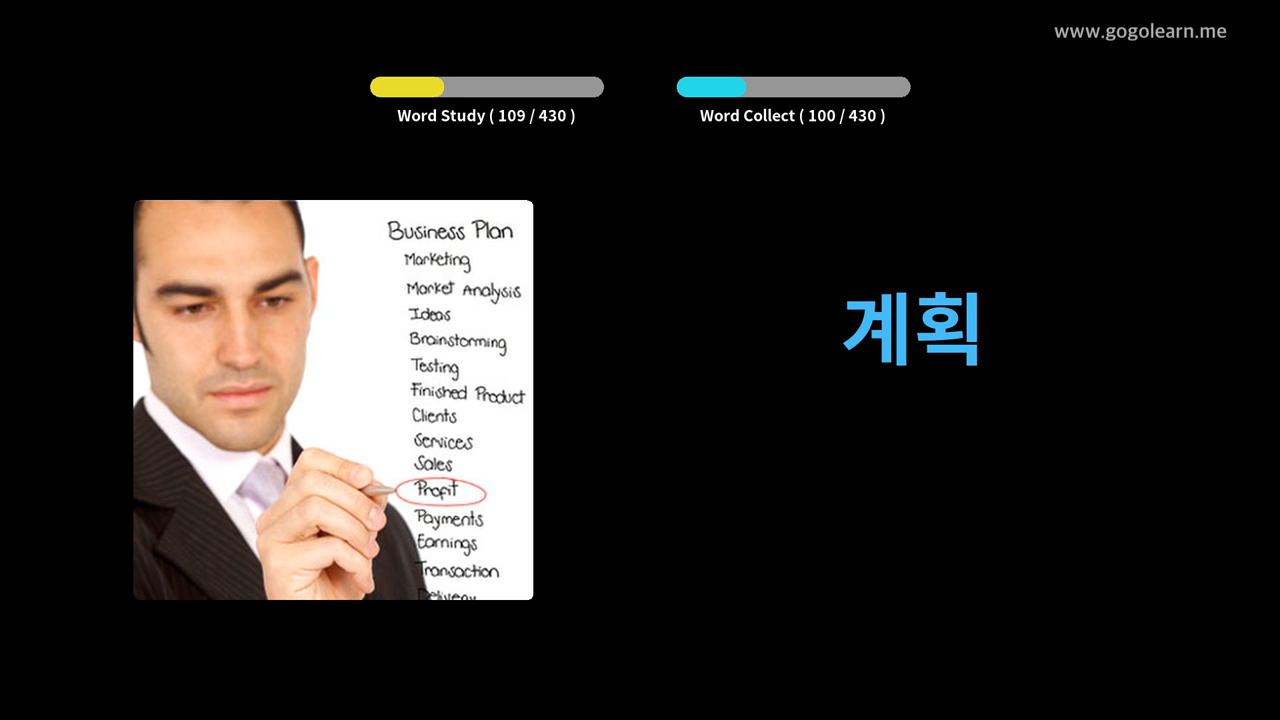 www.gogolearn.me
Word Study ( 109 / 430 )
Word Collect ( 100 / 430 )
Business Plan
Marketing
Market Analysis
Ideas
Brainstorming
Testing
Finished Product
Clients
Services
Sales
Profit
Payments
Earnings
Transaction
Delivery
계획